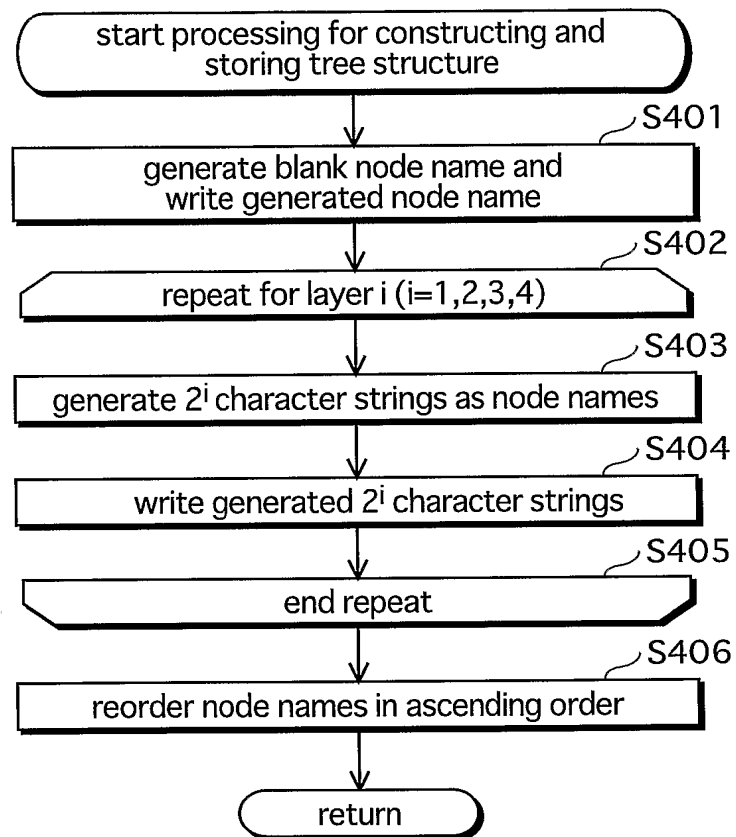 start processing for constructing and
storing tree structure
S401
generate blank node name and
write generated node name
S402
repeat for layer i (i=1,2,3,4)
S403
generate 2ⁱ character strings as node names
S404
write generated 2ⁱ character strings
S405
end repeat
S406
reorder node names in ascending order
return